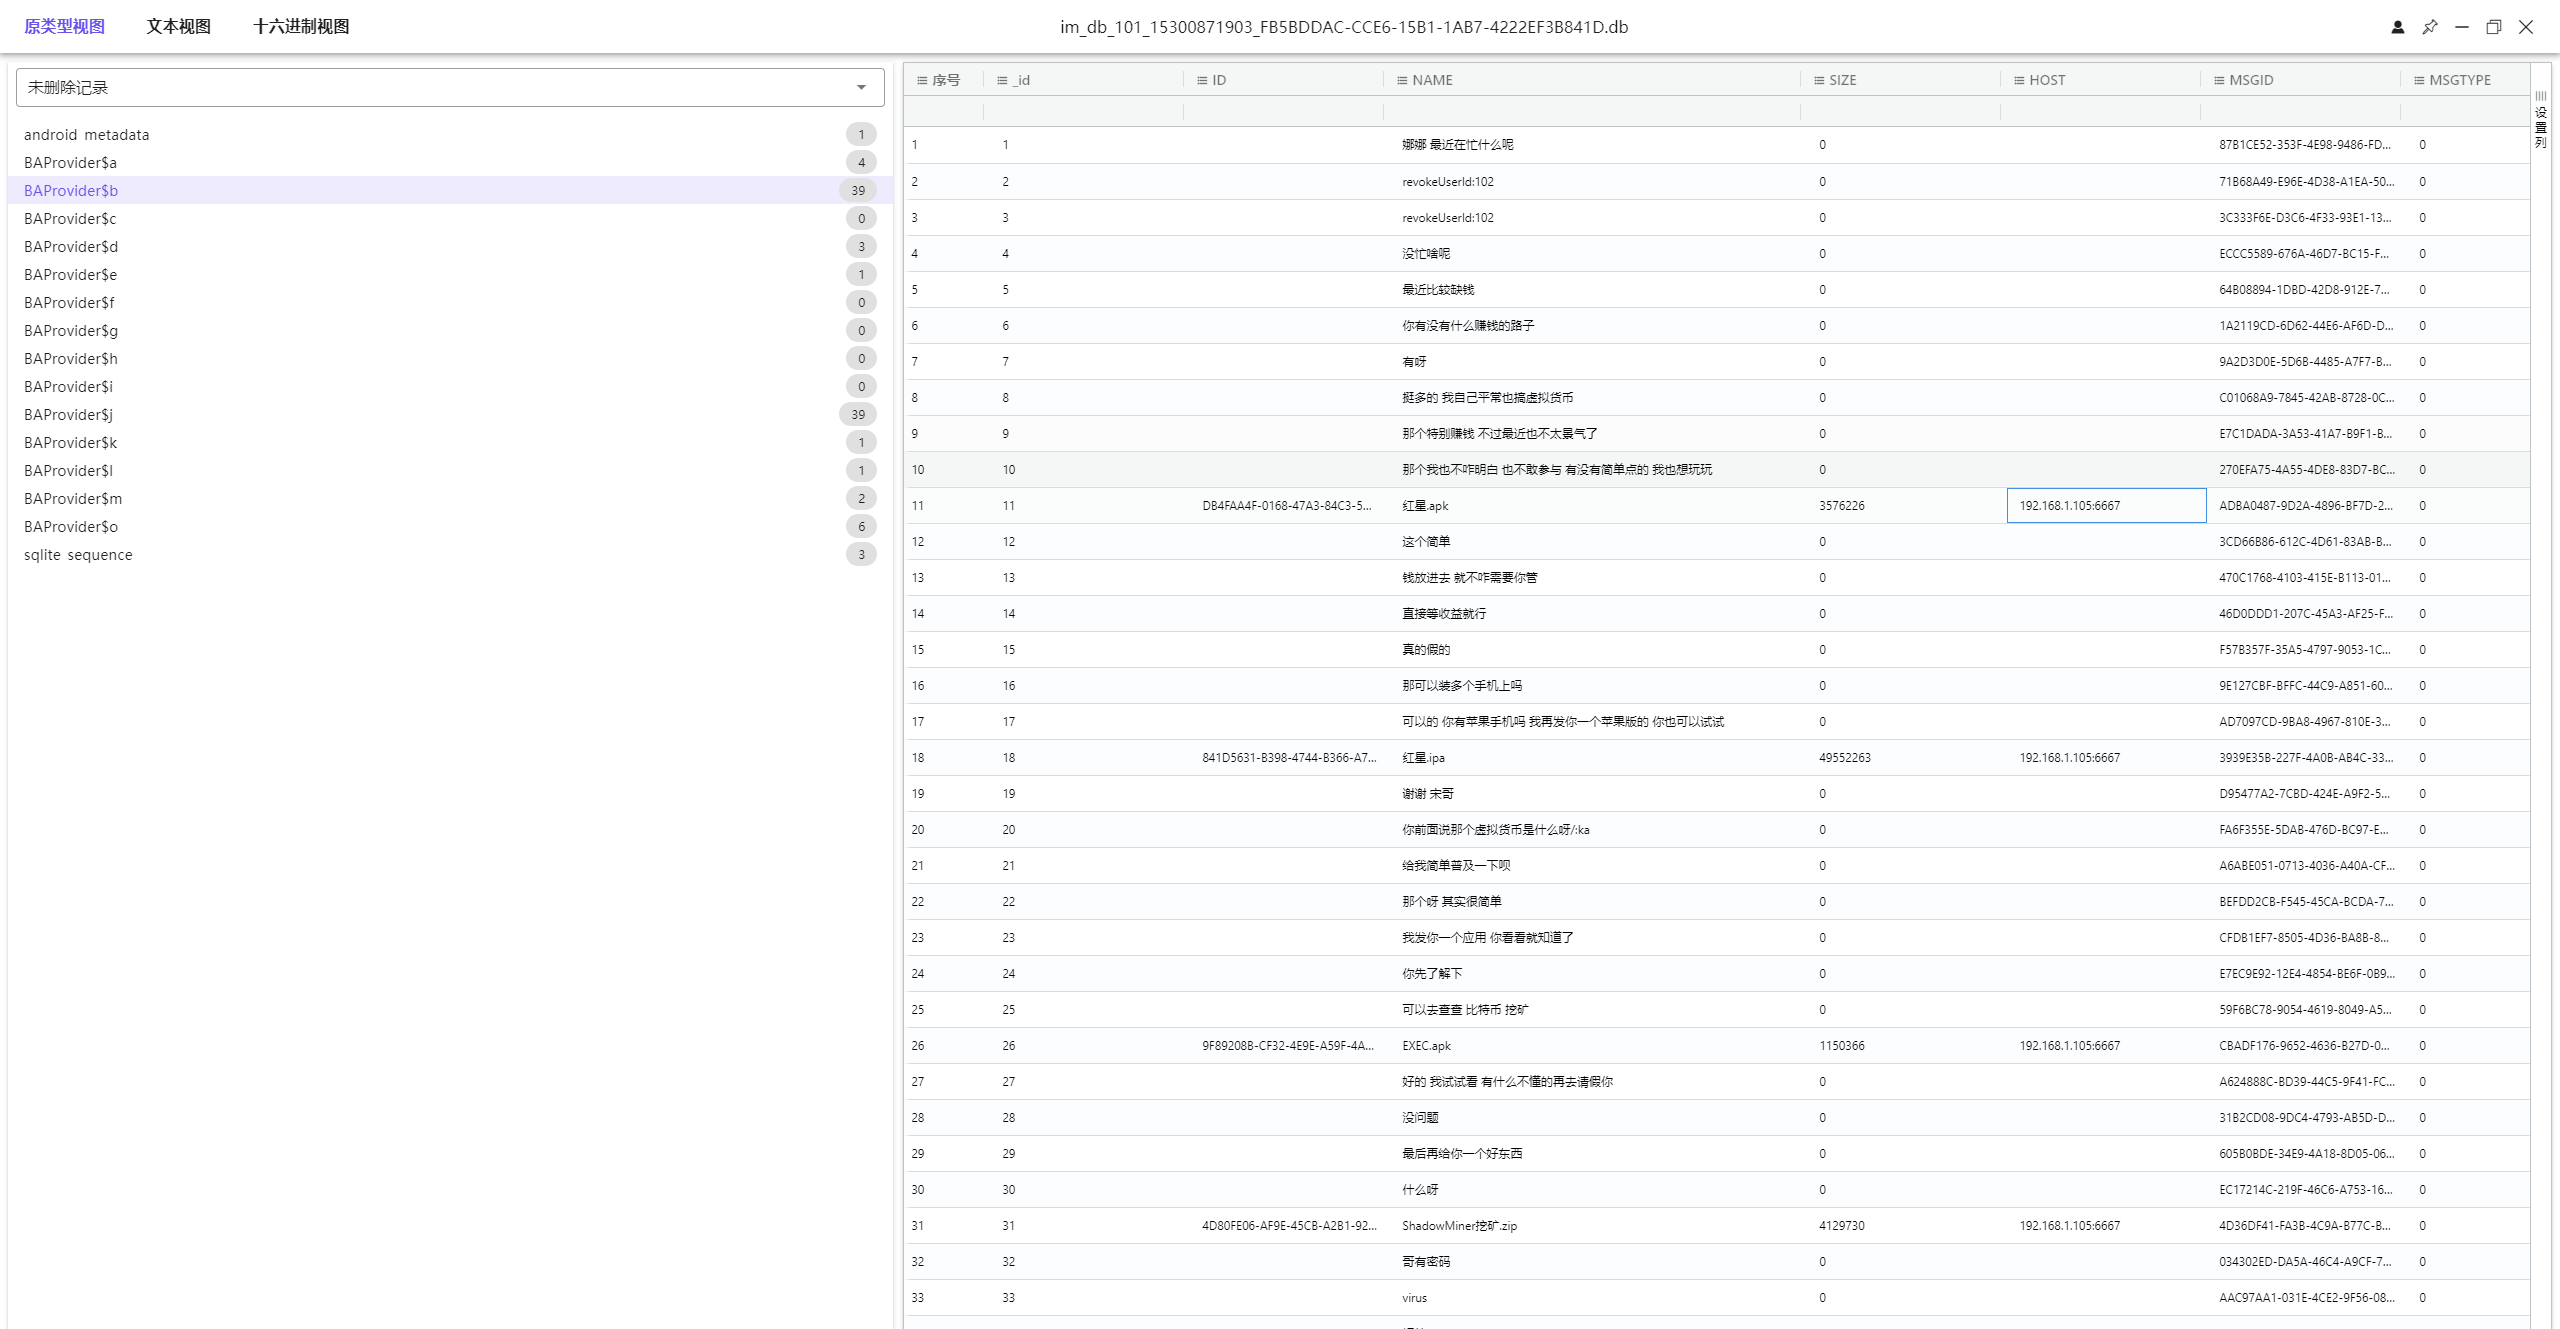 原类型视图 文本视图 十六进制视图 im_db_101_15300871903_FB5BDDAC-CCE6-15B1-1AB7-4222EF3B841D.db
未删除记录
android_metadata 1
BAProvider$a 4
BAProvider$b 39
BAProvider$c 0
BAProvider$d 3
BAProvider$e 1
BAProvider$f 0
BAProvider$g 0
BAProvider$h 0
BAProvider$i 0
BAProvider$j 39
BAProvider$k 1
BAProvider$l 1
BAProvider$m 2
BAProvider$o 6
sqlite_sequence 3
序号 _id ID NAME SIZE HOST MSGID MSGTYPE
1 1 娜娜 最近在忙什么呢 0 87B1CE52-353F-4E98-9486-FD... 0
2 2 revokeUserId:102 0 71B68A49-E96E-4D38-A1EA-50... 0
3 3 revokeUserId:102 0 3C333F6E-D3C6-4F33-93E1-13... 0
4 4 没忙啥呢 0 ECCC5589-676A-46D7-BC15-F... 0
5 5 最近比较缺钱 0 64B08894-1DBD-42D8-912E-7... 0
6 6 你有没有什么赚钱的路子 0 1A2119CD-6D62-44E6-AF6D-D... 0
7 7 有呀 0 9A2D3D0E-5D6B-4485-A7F7-B... 0
8 8 挺多的 我自己平常也搞虚拟货币 0 C01068A9-7845-42AB-8728-0C... 0
9 9 那个特别赚钱 不过最近也不太景气了 0 E7C1DADA-3A53-41A7-B9F1-B... 0
10 10 那个我也不咋明白 也不敢参与 有没有简单点的 我也想玩玩 0 270EFA75-4A55-4DE8-83D7-BC... 0
11 11 DB4FAA4F-0168-47A3-84C3-5... 红星.apk 3576226 192.168.1.105:6667 ADBA0487-9D2A-4896-BF7D-2... 0
12 12 这个简单 0 3CD66B86-612C-4D61-83AB-B... 0
13 13 钱放进去 就不咋需要你管 0 470C1768-4103-415E-B113-01... 0
14 14 直接等收益就行 0 46D0DDD1-207C-45A3-AF25-F... 0
15 15 真的假的 0 F57B357F-35A5-4797-9053-1C... 0
16 16 那可以装多个手机上吗 0 9E127CBF-BFFC-44C9-A851-60... 0
17 17 可以的 你有苹果手机吗 我再发你一个苹果版的 你也可以试试 0 AD7097CD-9BA8-4967-810E-3... 0
18 18 841D5631-B398-4744-B366-A7... 红星.ipa 49552263 192.168.1.105:6667 3939E35B-227F-4A0B-AB4C-33... 0
19 19 谢谢 宋哥 0 D95477A2-7CBD-424E-A9F2-5... 0
20 20 你前面说那个虚拟货币是什么呀/:ka 0 FA6F355E-5DAB-476D-BC97-E... 0
21 21 给我简单普及一下呗 0 A6ABE051-0713-4036-A40A-CF... 0
22 22 那个呀 其实很简单 0 BEFDD2CB-F545-45CA-BCDA-7... 0
23 23 我发你一个应用 你看看就知道了 0 CFDB1EF7-8505-4D36-BA8B-8... 0
24 24 你先了解下 0 E7EC9E92-12E4-4854-BE6F-0B9... 0
25 25 可以去查查 比特币 挖矿 0 59F6BC78-9054-4619-8049-A5... 0
26 26 9F89208B-CF32-4E9E-A59F-4A... EXEC.apk 1150366 192.168.1.105:6667 CBADF176-9652-4636-B27D-0... 0
27 27 好的 我试试看 有什么不懂的再去请假你 0 A624888C-BD39-44C5-9F41-FC... 0
28 28 没问题 0 31B2CD08-9DC4-4793-AB5D-D... 0
29 29 最后再给你一个好东西 0 605B0BDE-34E9-4A18-8D05-06... 0
30 30 什么呀 0 EC17214C-219F-46C6-A753-16... 0
31 31 4D80FE06-AF9E-45CB-A2B1-92... ShadowMiner挖矿.zip 4129730 192.168.1.105:6667 4D36DF41-FA3B-4C9A-B77C-B... 0
32 32 哥有密码 0 034302ED-DA5A-46C4-A9CF-7... 0
33 33 virus 0 AAC97AA1-031E-4CE2-9F56-08... 0
设置列